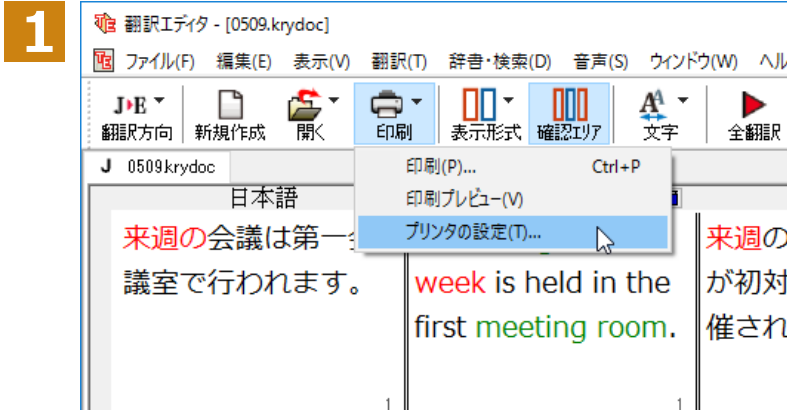 1
翻訳エディタ - [0509.krydoc]
ファイル(F) 編集(E) 表示(V) 翻訳(T) 辞書・検索(D) 音声(S) ウィンドウ(W) ヘル
J▸E
翻訳方向 新規作成 開く 印刷 表示形式 確認エリア 文字 全翻訳
J 0509.krydoc
印刷(P)... Ctrl+P
印刷プレビュー(V)
プリンタの設定(T)...
日本語
来週の会議は第一
議室で行われます。
1
week is held in the
first meeting room.
1
来週の
が初対
催され